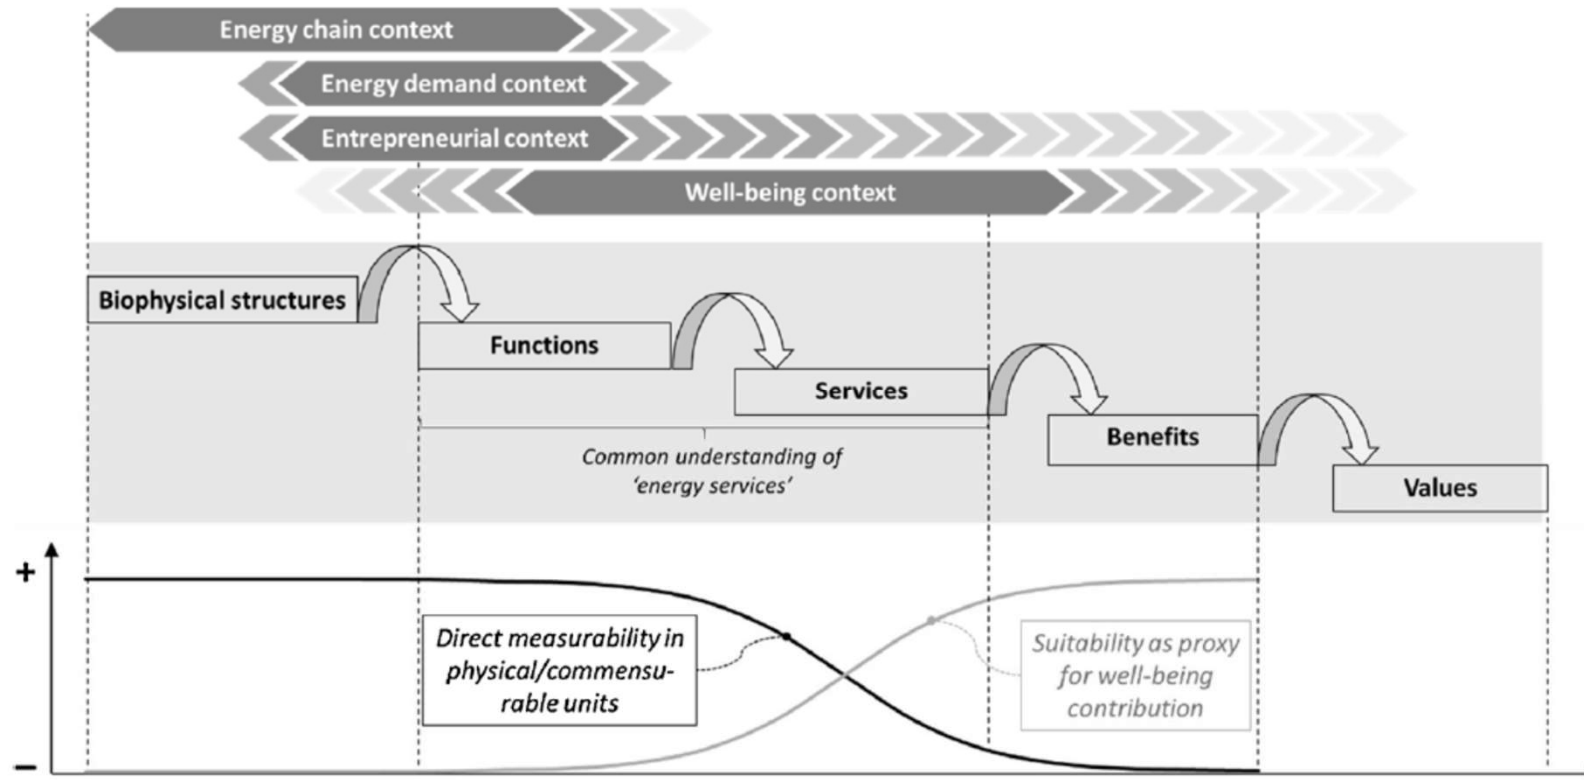 Energy chain context
Energy demand context
Entrepreneurial context
Well-being context
Biophysical structures
Functions
Services
Benefits
Values
Common understanding of
‘energy services’
+
Direct measurability in
physical/commensu-
rable units
Suitability as proxy
for well-being
contribution
−